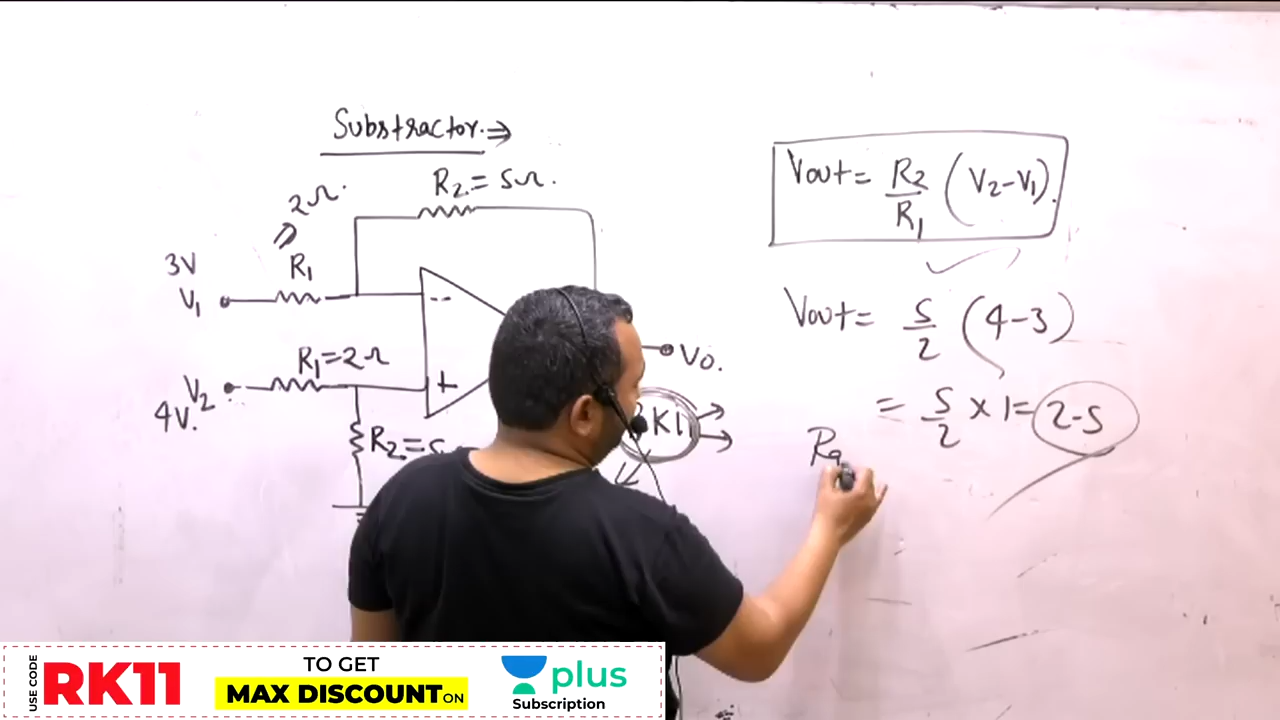 Substractor. ⇒
R₂ = 5Ω.
2Ω.
R₁
3V
V₁
-
R₁=2Ω
V₂
4V.
+
R₂=5
V0.
RK11
Vout = R₂/R₁ (V₂-V₁).
Vout = 5/2 (4-3)
= 5/2 × 1 = 2.5
USE CODE
RK11
TO GET
MAX DISCOUNT ON
plus
Subscription